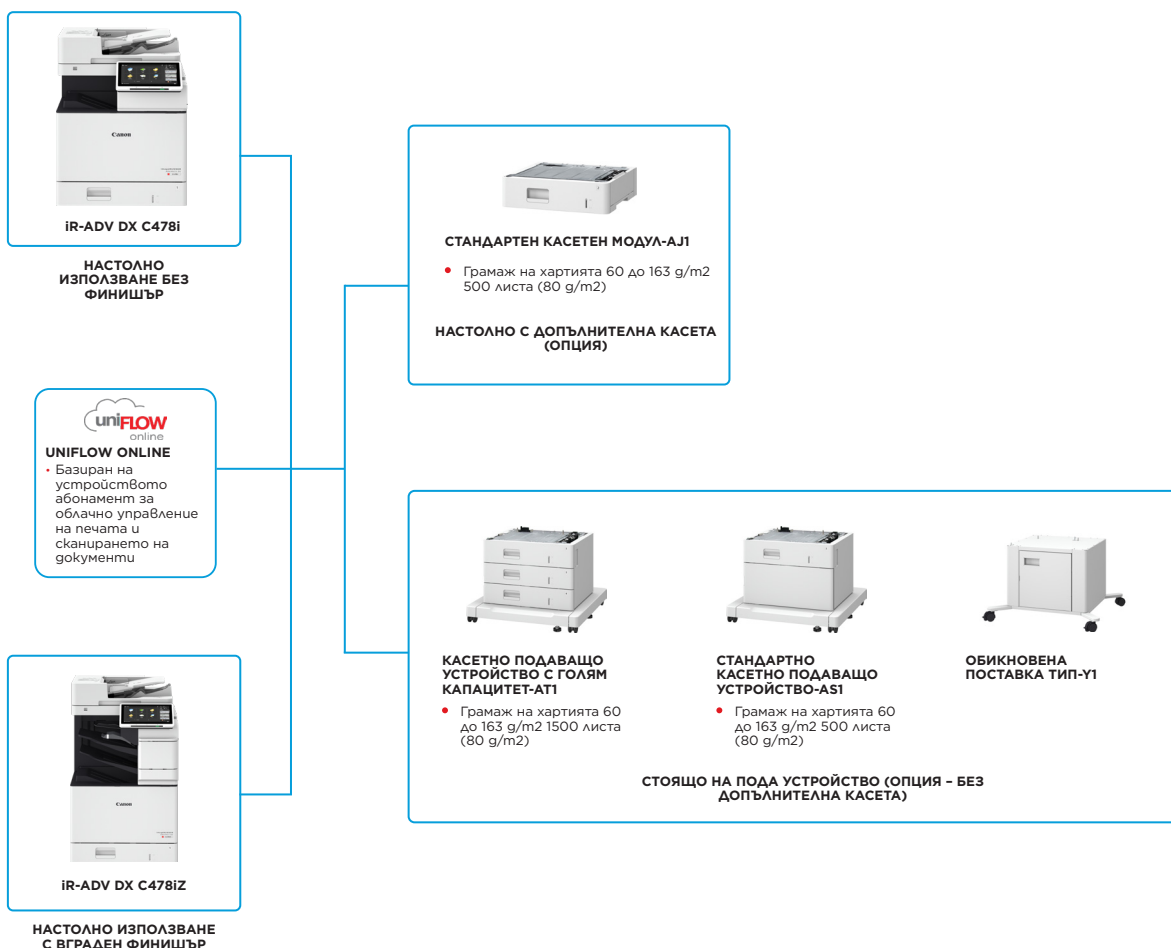 Canon
iR-ADV DX C478i
НАСТОЛНО
ИЗПОЛЗВАНЕ БЕЗ
ФИНИШЪР
СТАНДАРТЕН КАСЕТЕН МОДУЛ-AJ1
• Грамаж на хартията 60 до 163 g/m2
500 листа (80 g/m2)
НАСТОЛНО С ДОПЪЛНИТЕЛНА КАСЕТА
(ОПЦИЯ)
uniFLOW
online
UNIFLOW ONLINE
• Базиран на
устройството
абонамент за
облачно управление
на печата и
сканирането на
документи
КАСЕТНО ПОДАВАЩО
УСТРОЙСТВО С ГОЛЯМ
КАПАЦИТЕТ-AT1
• Грамаж на хартията 60
до 163 g/m2 1500 листа
(80 g/m2)
СТАНДАРТНО
КАСЕТНО ПОДАВАЩО
УСТРОЙСТВО-AS1
• Грамаж на хартията 60
до 163 g/m2 500 листа
(80 g/m2)
ОБИКНОВЕНА
ПОСТАВКА ТИП-Y1
СТОЯЩО НА ПОДА УСТРОЙСТВО (ОПЦИЯ – БЕЗ
ДОПЪЛНИТЕЛНА КАСЕТА)
Canon
iR-ADV DX C478iZ
НАСТОЛНО ИЗПОЛЗВАНЕ
С ВГРАДЕН ФИНИШЪР